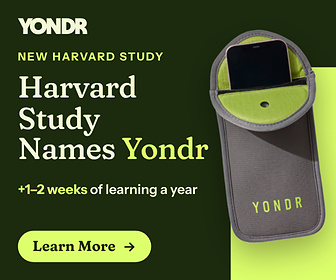 YONDR
NEW HARVARD STUDY
Harvard
Study
Names Yondr
+1–2 weeks of learning a year
Learn More →
YONDR